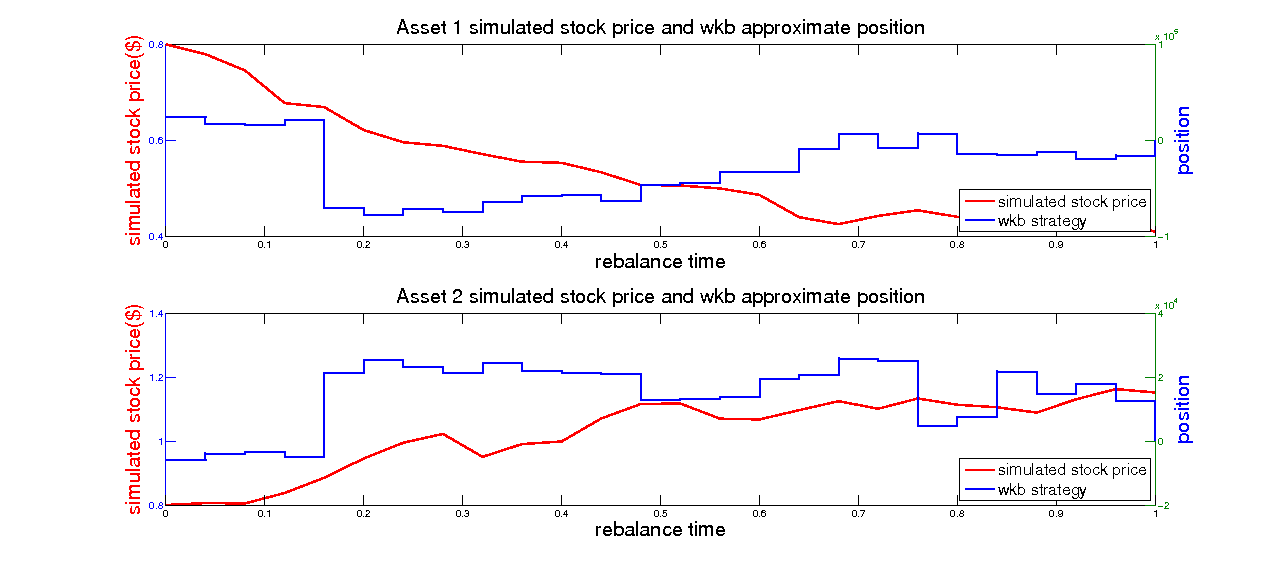 Asset 1 simulated stock price and wkb approximate position
x 10^5
simulated stock price($)
0.8
0.6
0.4
1
0
-1
position
simulated stock price
wkb strategy
0 0.1 0.2 0.3 0.4 0.5 0.6 0.7 0.8 0.9 1
rebalance time
Asset 2 simulated stock price and wkb approximate position
x 10^4
simulated stock price($)
1.4
1.2
1
0.8
4
2
0
-2
position
simulated stock price
wkb strategy
0 0.1 0.2 0.3 0.4 0.5 0.6 0.7 0.8 0.9 1
rebalance time